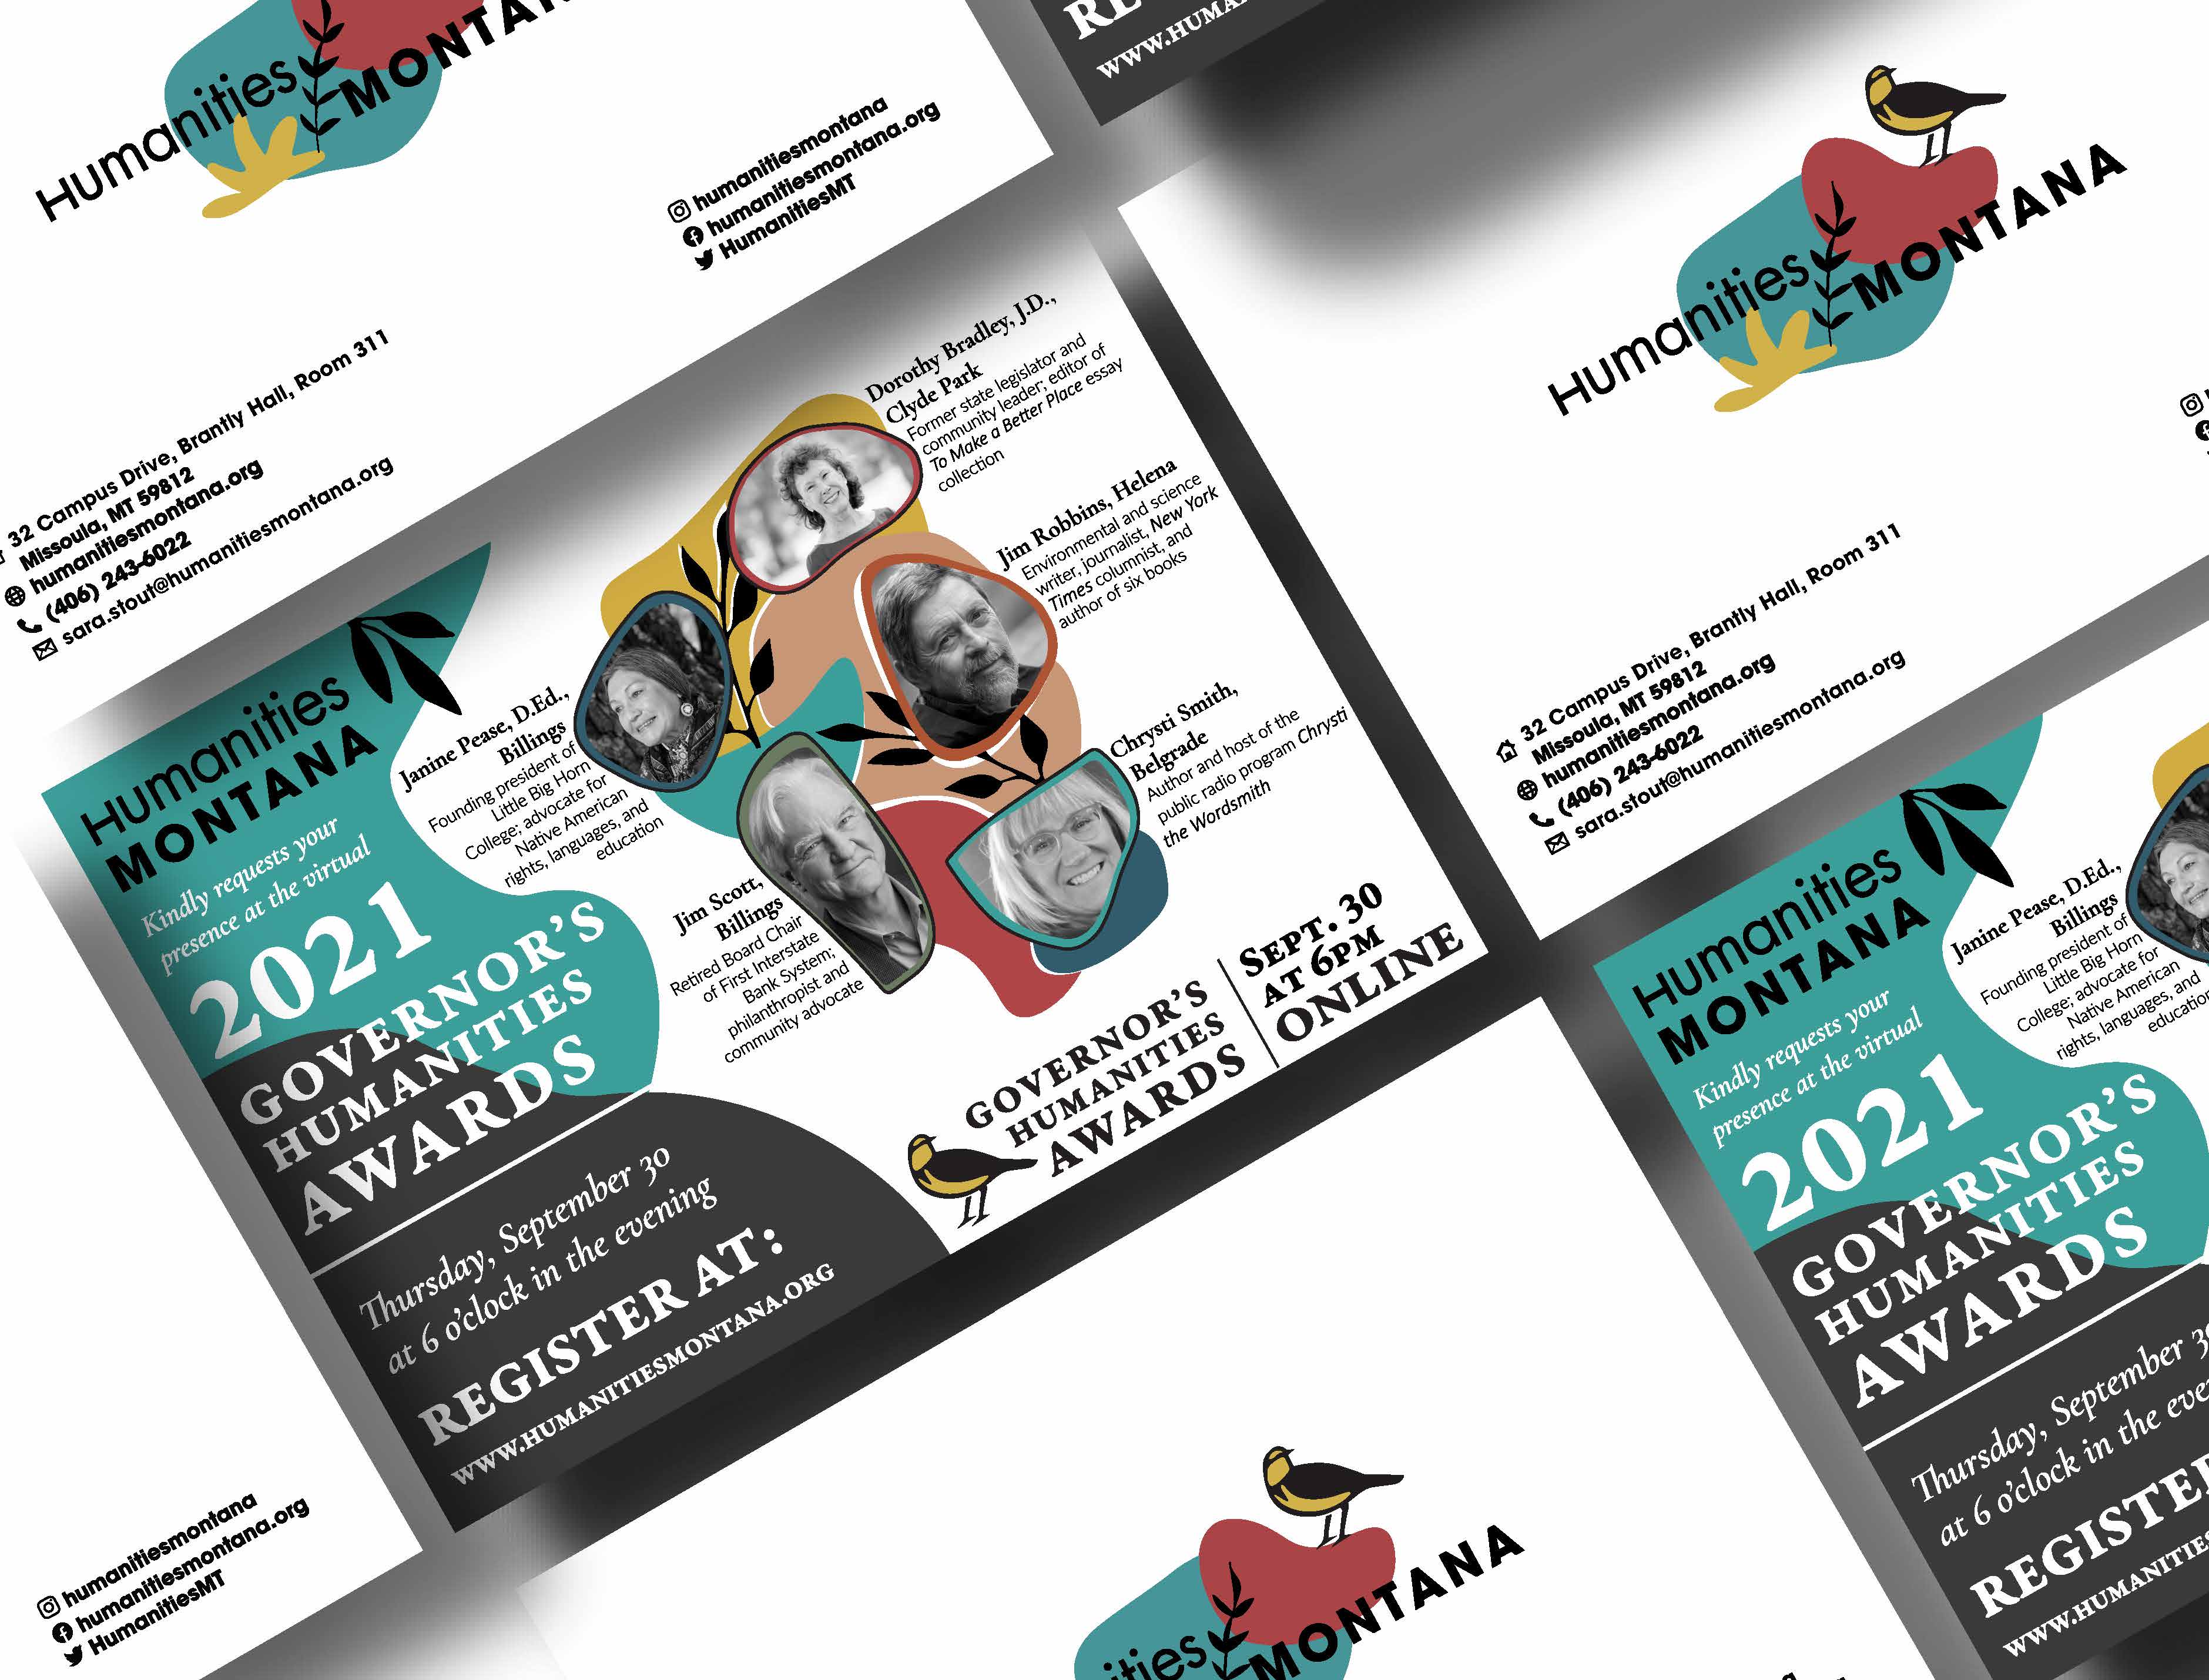 Humanities
MONTANA
humanitiesmontana
humanitiesmontana.org
HumanitiesMT
32 Campus Drive, Brantly Hall, Room 311
Missoula, MT 59812
humanitiesmontana.org
(406) 243-6022
sara.stout@humanitiesmontana.org
WWW.HUMA
Humanities
MONTANA
Kindly requests your
presence at the virtual
2021
GOVERNOR'S
HUMANITIES
AWARDS
Thursday, September 30
at 6 o'clock in the evening
REGISTER AT:
WWW.HUMANITIESMONTANA.ORG
Dorothy Bradley, J.D.,
Clyde Park
Former state legislator and
community leader; editor of
To Make a Better Place essay
collection
Jim Robbins, Helena
Environmental and science
writer, journalist, New York
Times columnist, and
author of six books
Janine Pease, D.Ed.,
Billings
Founding president of
Little Big Horn
College; advocate for
Native American
rights, languages, and
education
Chrysti Smith,
Belgrade
Author and host of the
public radio program Chrysti
the Wordsmith
Jim Scott,
Billings
Retired Board Chair
of First Interstate
Bank System;
philanthropist and
community advocate
GOVERNOR'S
HUMANITIES
AWARDS
SEPT. 30
AT 6PM
ONLINE
Humanities
MONTANA
32 Campus Drive, Brantly Hall, Room 311
Missoula, MT 59812
humanitiesmontana.org
(406) 243-6022
sara.stout@humanitiesmontana.org
Humanities
MONTANA
Kindly requests your
presence at the virtual
2021
GOVERNOR'S
HUMANITIES
AWARDS
Thursday, September 3
at 6 o'clock in the eve
REGISTE
WWW.HUMANITIES
Janine Pease, D.Ed.,
Billings
Founding president of
Little Big Horn
College; advocate for
Native American
rights, languages, and
education
humanitiesmontana
humanitiesmontana.org
HumanitiesMT
ities
MONTANA